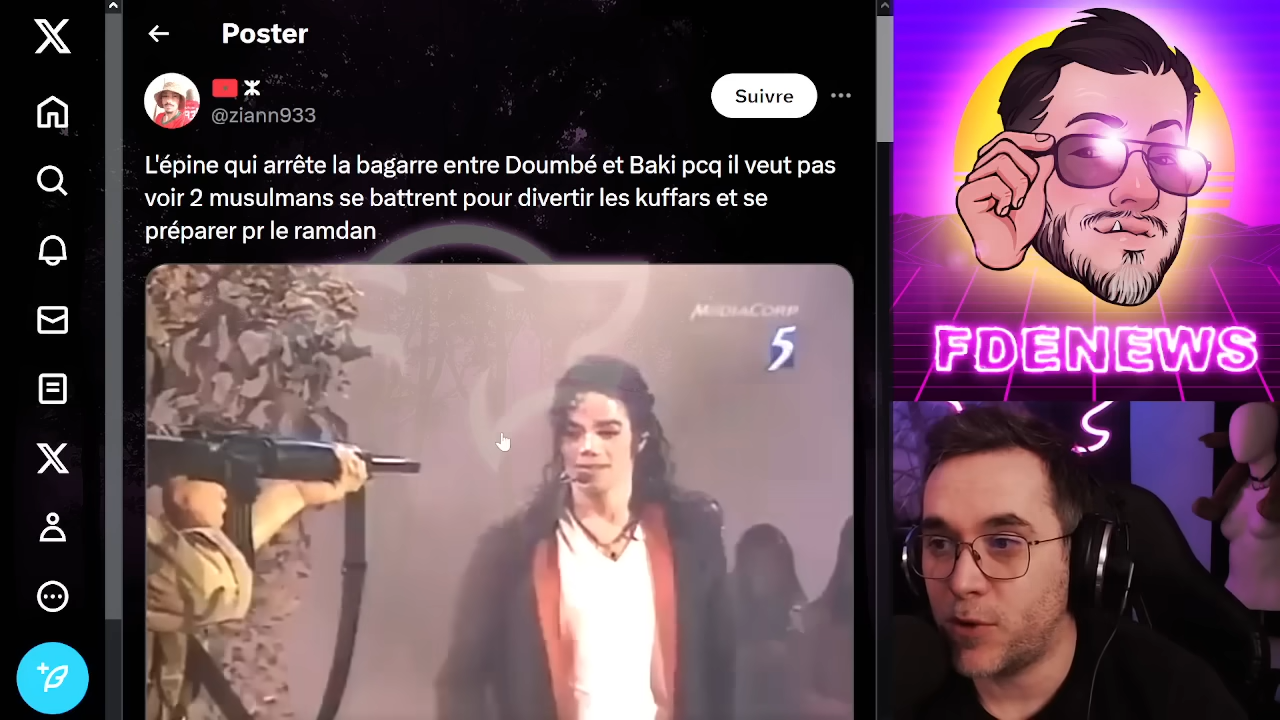 Poster
@ziann933
Suivre
L'épine qui arrête la bagarre entre Doumbé et Baki pcq il veut pas
voir 2 musulmans se battrent pour divertir les kuffars et se
préparer pr le ramdan
MEDIACORP
5
FDENEWS